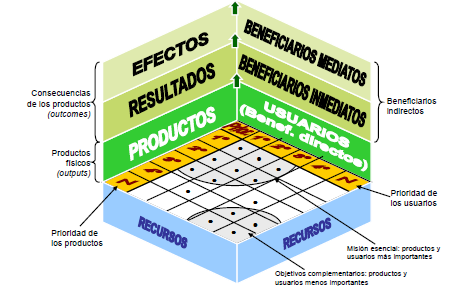 EFECTOS
RESULTADOS
PRODUCTOS
BENEFICIARIOS MEDIATOS
BENEFICIARIOS INMEDIATOS
USUARIOS
(Benef. directos)
Consecuencias
de los productos
(outcomes)
Productos
físicos
(outputs)
Beneficiarios
indirectos
Prioridad de
los productos
Prioridad de
los usuarios
RECURSOS
RECURSOS
Misión esencial: productos y
usuarios más importantes
Objetivos complementarios: productos y
usuarios menos importantes